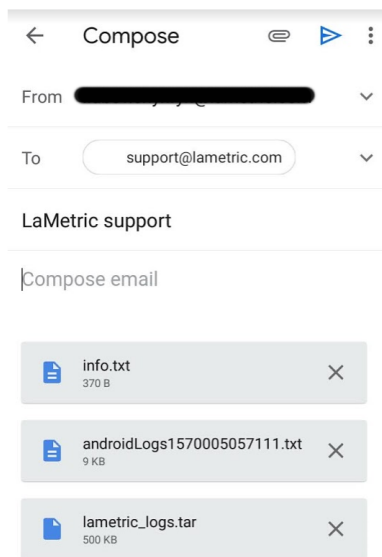 Compose
From
To support@lametric.com
LaMetric support
Compose email
info.txt
370 B
androidLogs1570005057111.txt
9 KB
lametric_logs.tar
500 KB